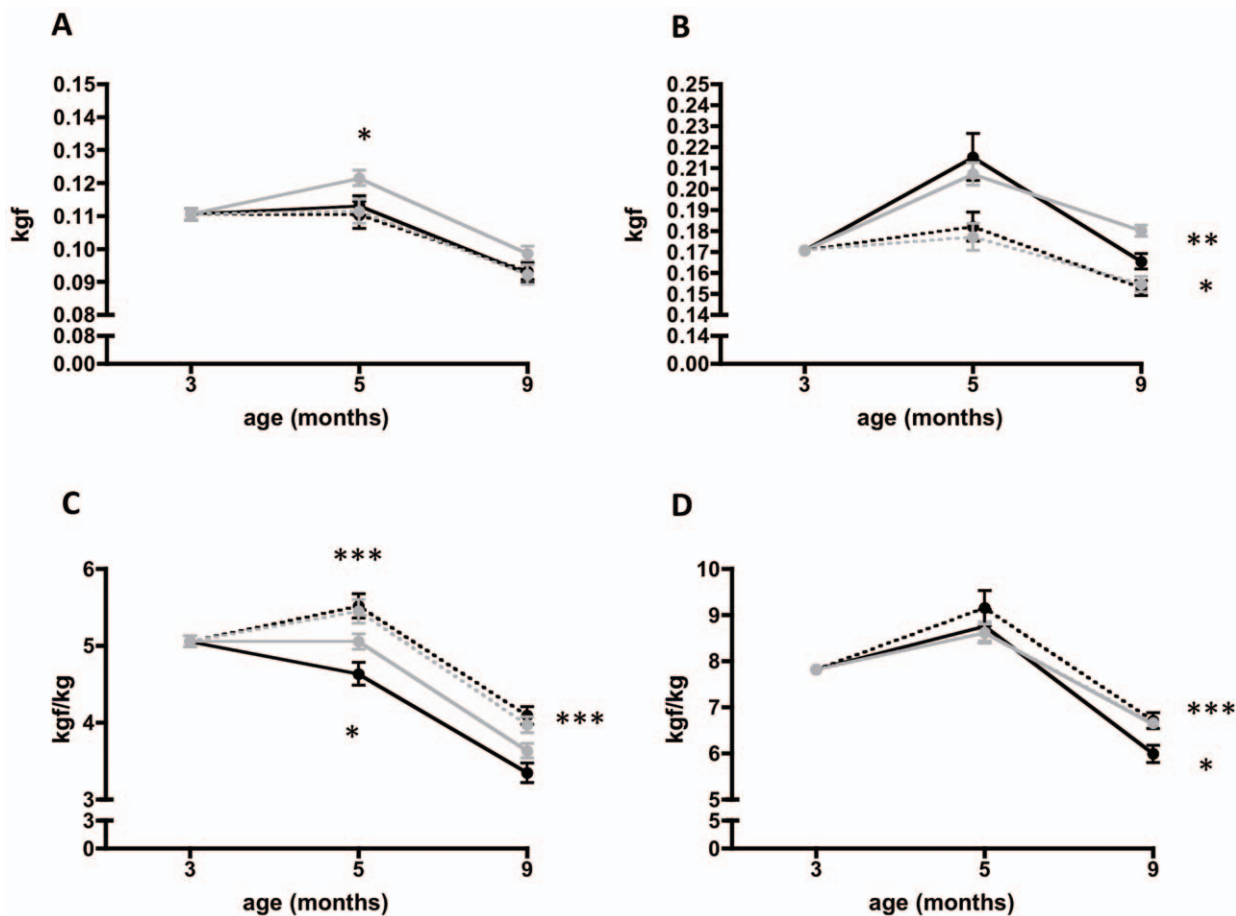 A
0.15
0.14
0.13
0.12
0.11
0.10
0.09
0.08
0.08
0.00
kgf
*
3 5 9
age (months)
B
0.25
0.24
0.23
0.22
0.21
0.20
0.19
0.18
0.17
0.16
0.15
0.14
0.14
0.00
kgf
**
*
3 5 9
age (months)
C
6
5
4
3
3
0
kgf/kg
***
*
***
3 5 9
age (months)
D
10
9
8
7
6
5
5
0
kgf/kg
***
*
3 5 9
age (months)